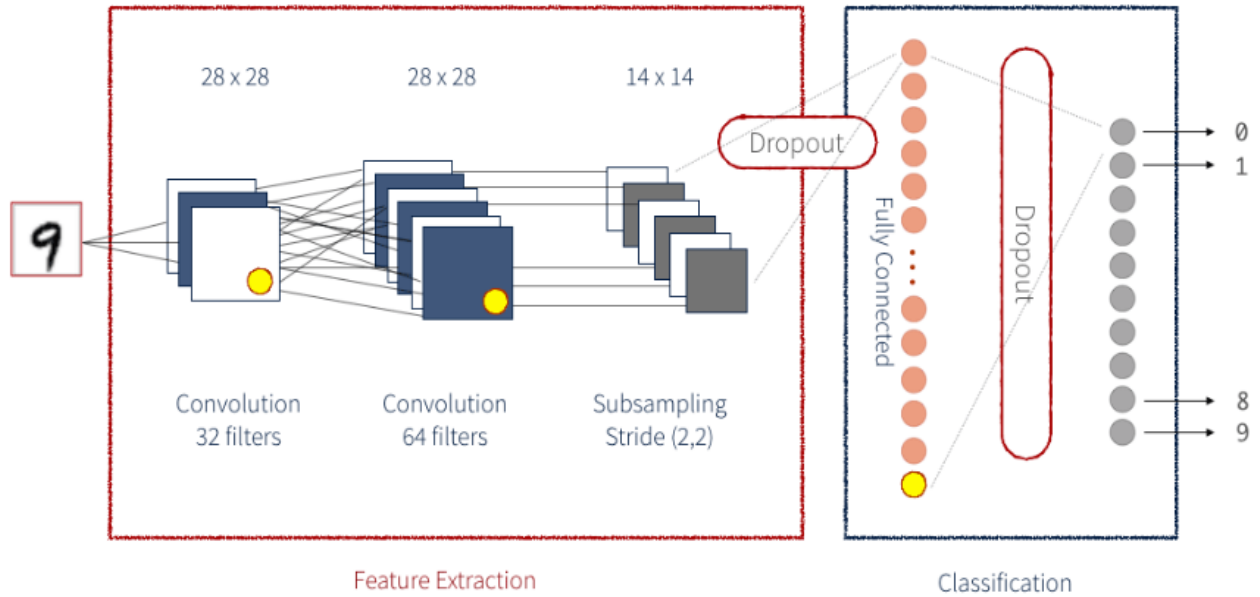 28 x 28
28 x 28
14 x 14
9
Convolution
32 filters
Convolution
64 filters
Subsampling
Stride (2,2)
Dropout
Fully Connected
Dropout
0
1
8
9
Feature Extraction
Classification